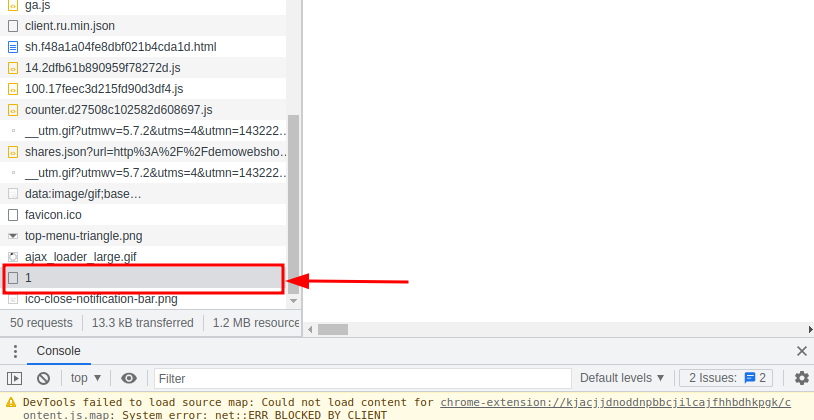 ga.js
client.ru.min.json
sh.f48a1a04fe8dbf021b4cda1d.html
14.2dfb61b890959f78272d.js
100.17feec3d215fd90d3df4.js
counter.d27508c102582d608697.js
__utm.gif?utmwv=5.7.2&utms=4&utmn=143222...
shares.json?url=http%3A%2F%2Fdemowebsho...
__utm.gif?utmwv=5.7.2&utms=4&utmn=143222...
data:image/gif;base...
favicon.ico
top-menu-triangle.png
ajax_loader_large.gif
1
ico-close-notification-bar.png
50 requests 13.3 kB transferred 1.2 MB resource
Console
top Filter Default levels 2 Issues: 2
DevTools failed to load source map: Could not load content for chrome-extension://kjacjjdnoddnpbbcjilcajfhhbdhkpgk/c
ontent.js.map: System error: net::ERR_BLOCKED_BY_CLIENT